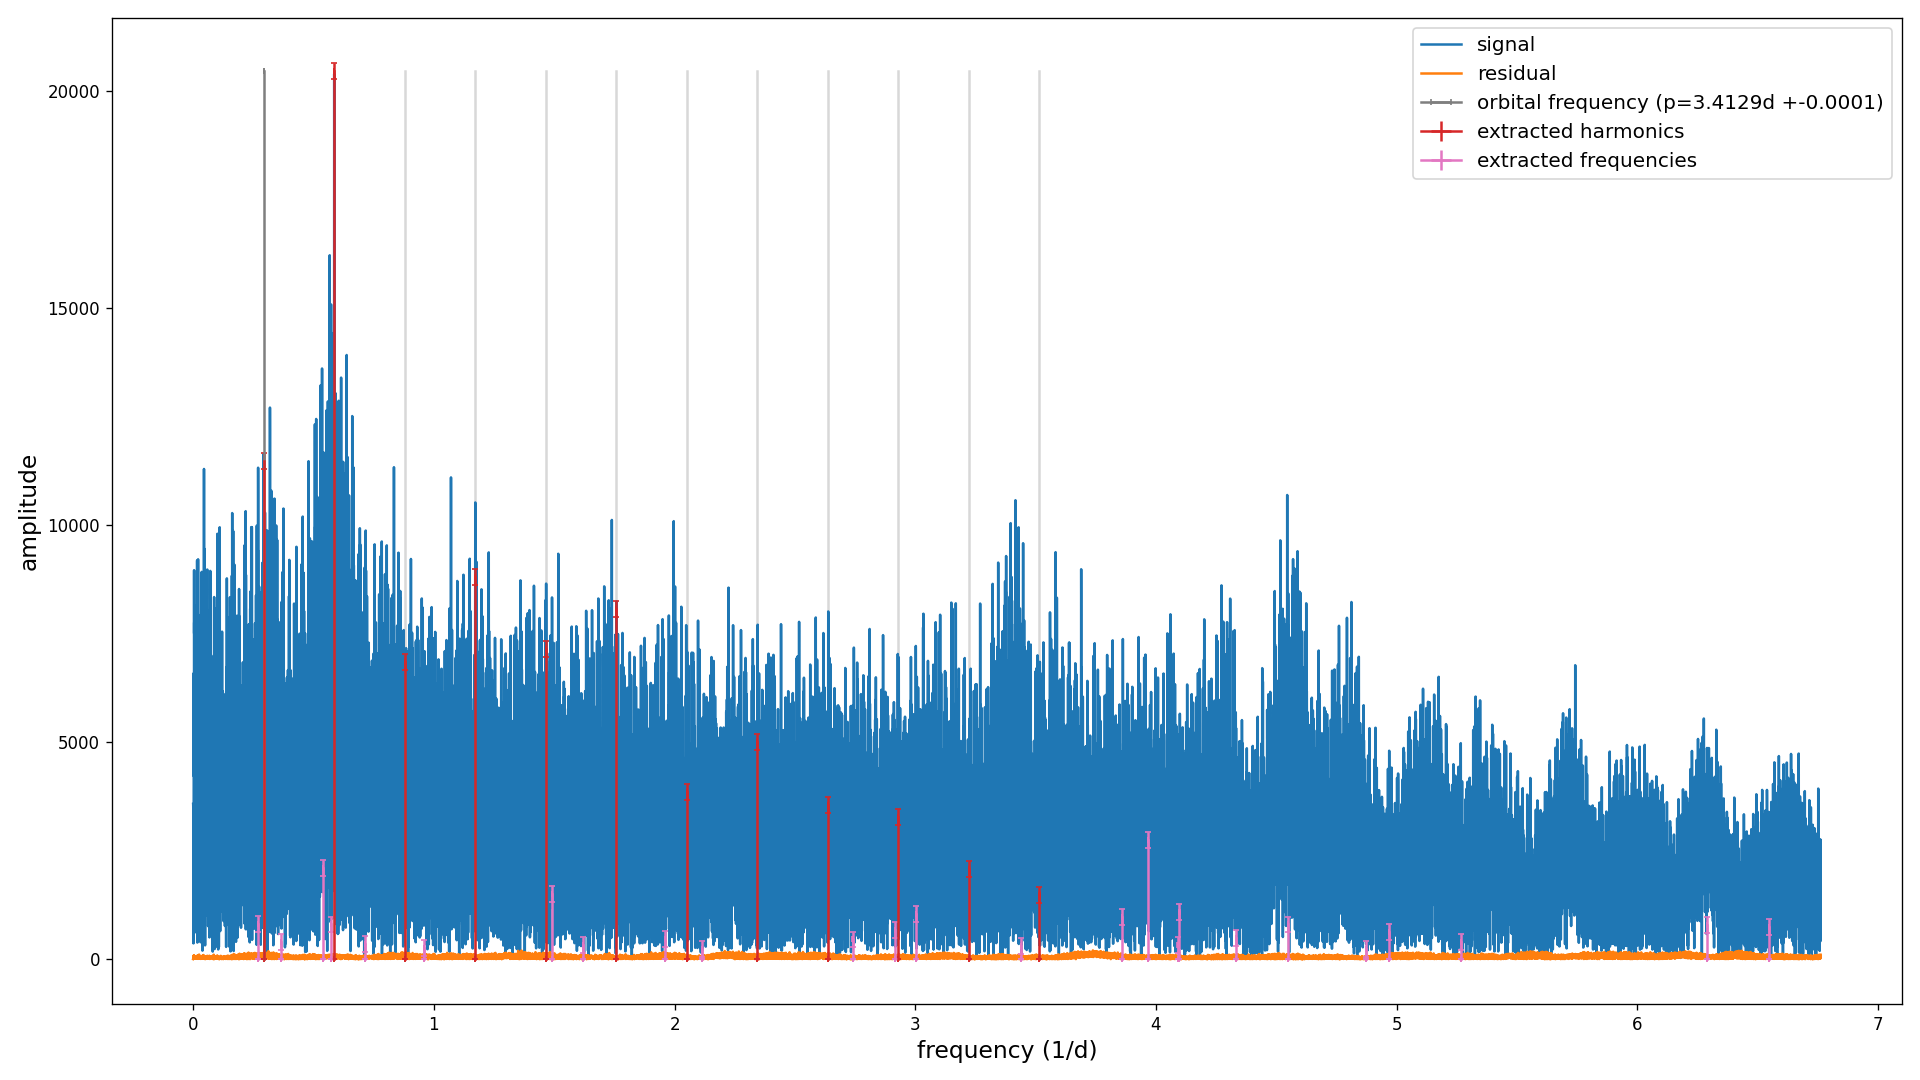 signal
residual
orbital frequency (p=3.4129d +-0.0001)
extracted harmonics
extracted frequencies
20000
15000
10000
5000
0
amplitude
0 1 2 3 4 5 6 7
frequency (1/d)